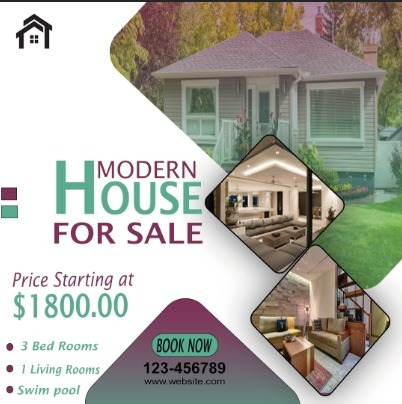 MODERN
HOUSE
FOR SALE
Price Starting at
$1800.00
3 Bed Rooms
1 Living Rooms
Swim pool
BOOK NOW
123-456789
www.website.com